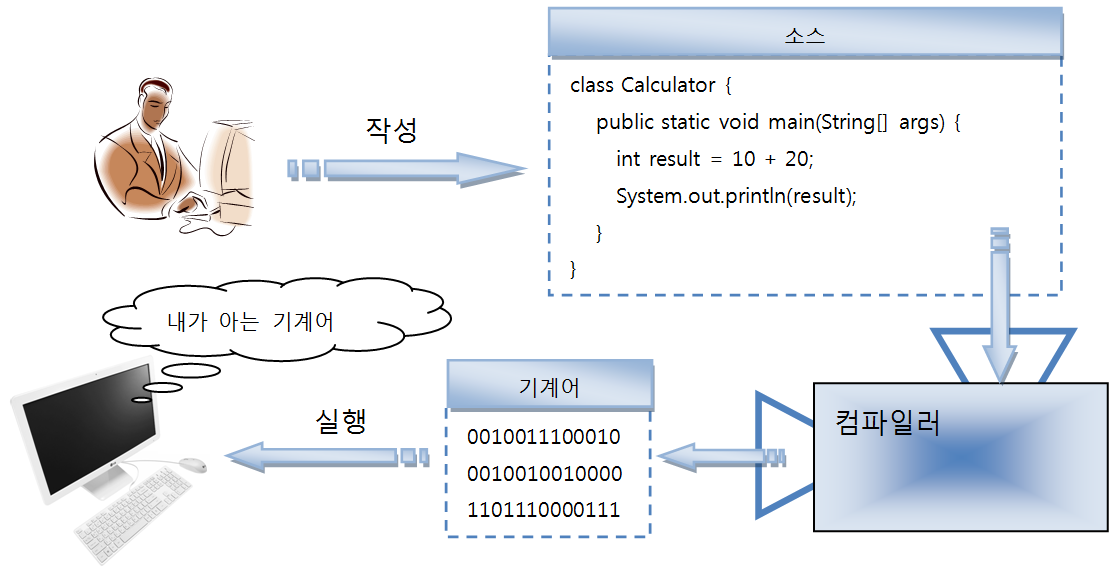 소스
class Calculator {
public static void main(String[] args) {
int result = 10 + 20;
System.out.println(result);
}
}
작성
컴파일러
기계어
0010011100010
0010010010000
1101110000111
실행
내가 아는 기계어